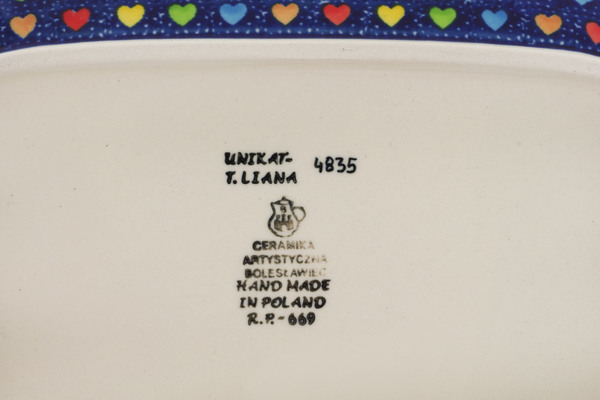 UNIKAT-
T. LIANA
4835
CERAMIKA
ARTYSTYCZNA
BOLESŁAWIEC
HAND MADE
IN POLAND
R.P.-669